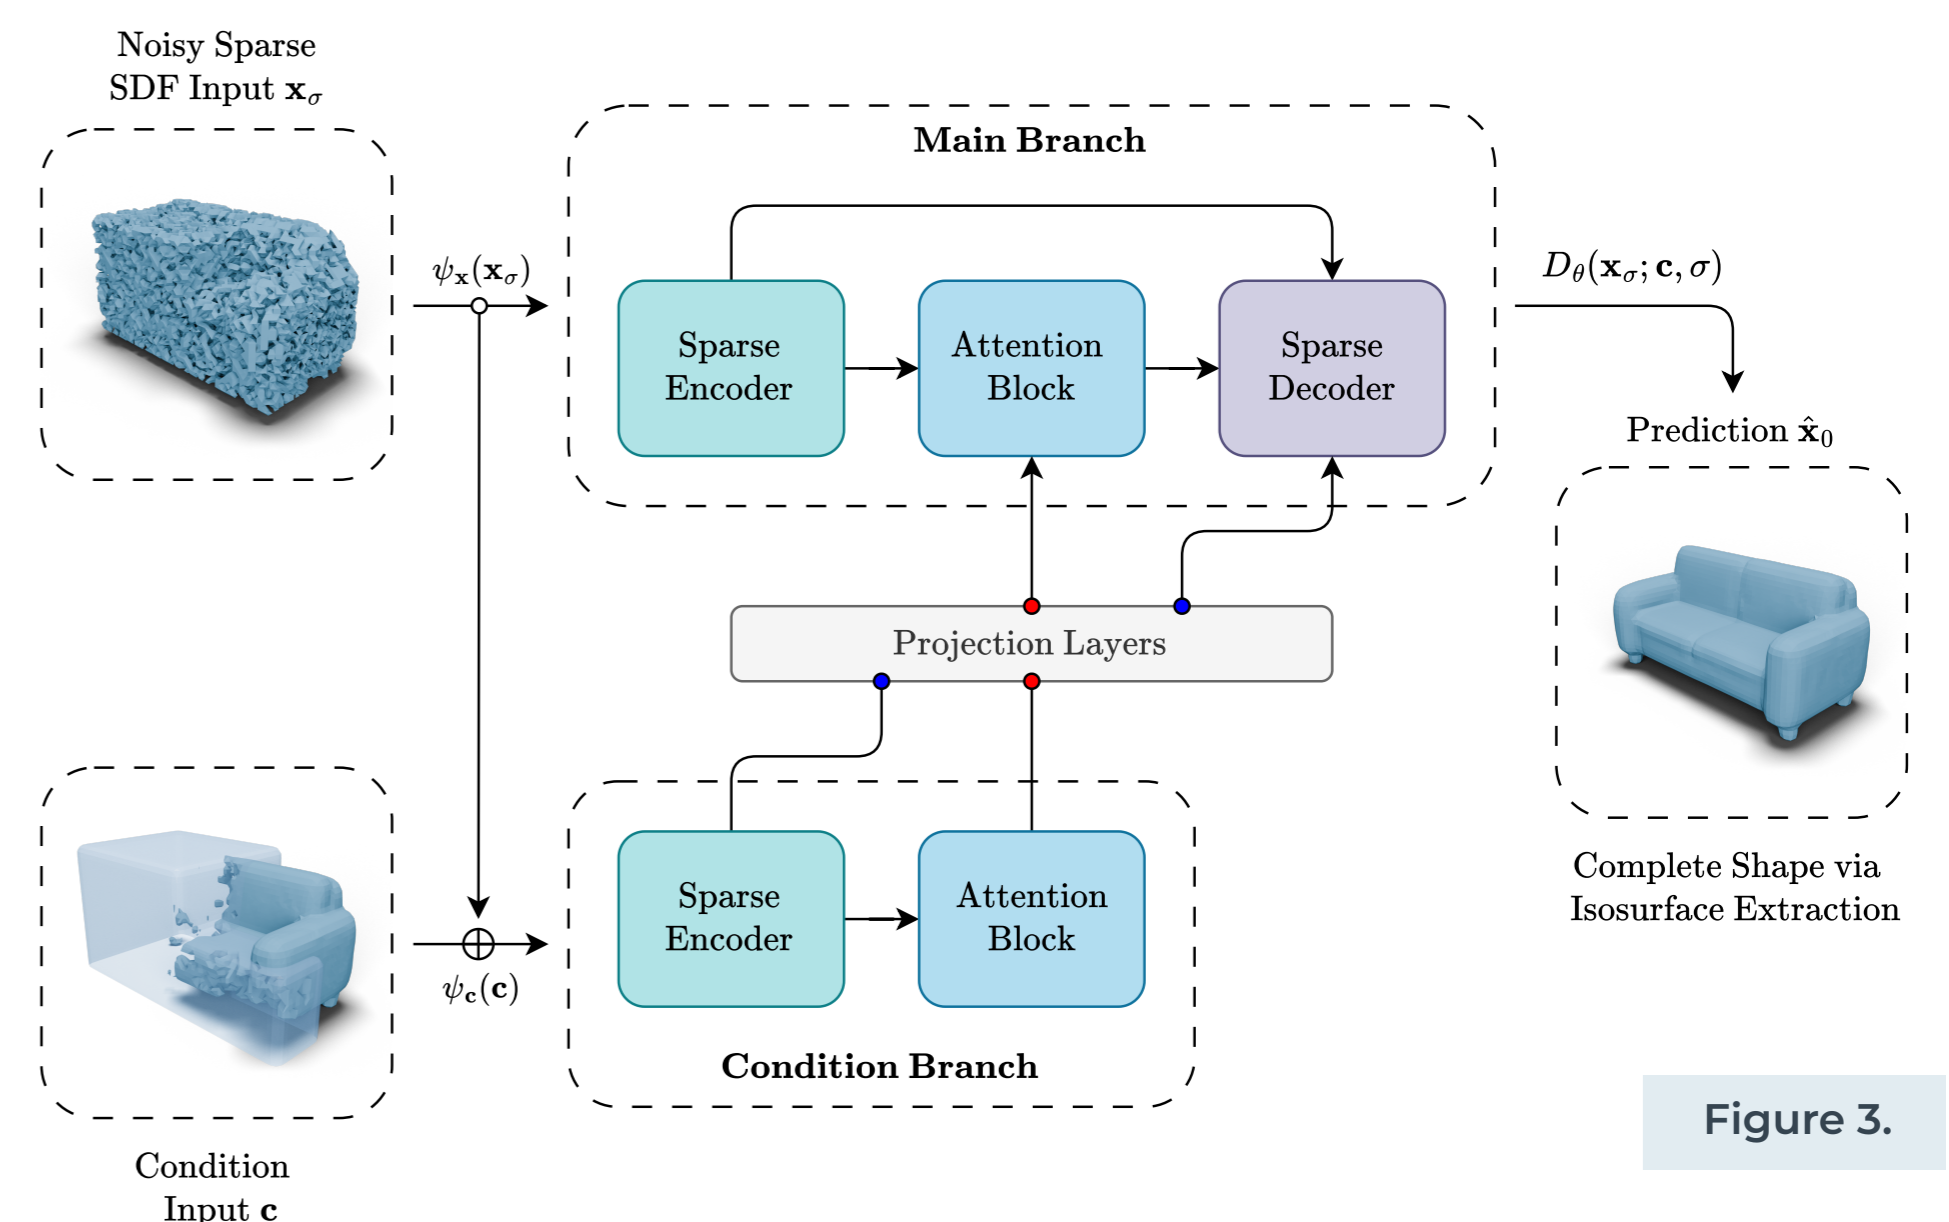 Noisy Sparse
SDF Input 𝐱_σ
ψ_𝐱(𝐱_σ)
Main Branch
Sparse
Encoder
Attention
Block
Sparse
Decoder
D_θ(𝐱_σ; 𝐜, σ)
Prediction 𝐱̂_0
Projection Layers
Complete Shape via
Isosurface Extraction
ψ_𝐜(𝐜)
Sparse
Encoder
Attention
Block
Condition Branch
Condition
Input 𝐜
Figure 3.